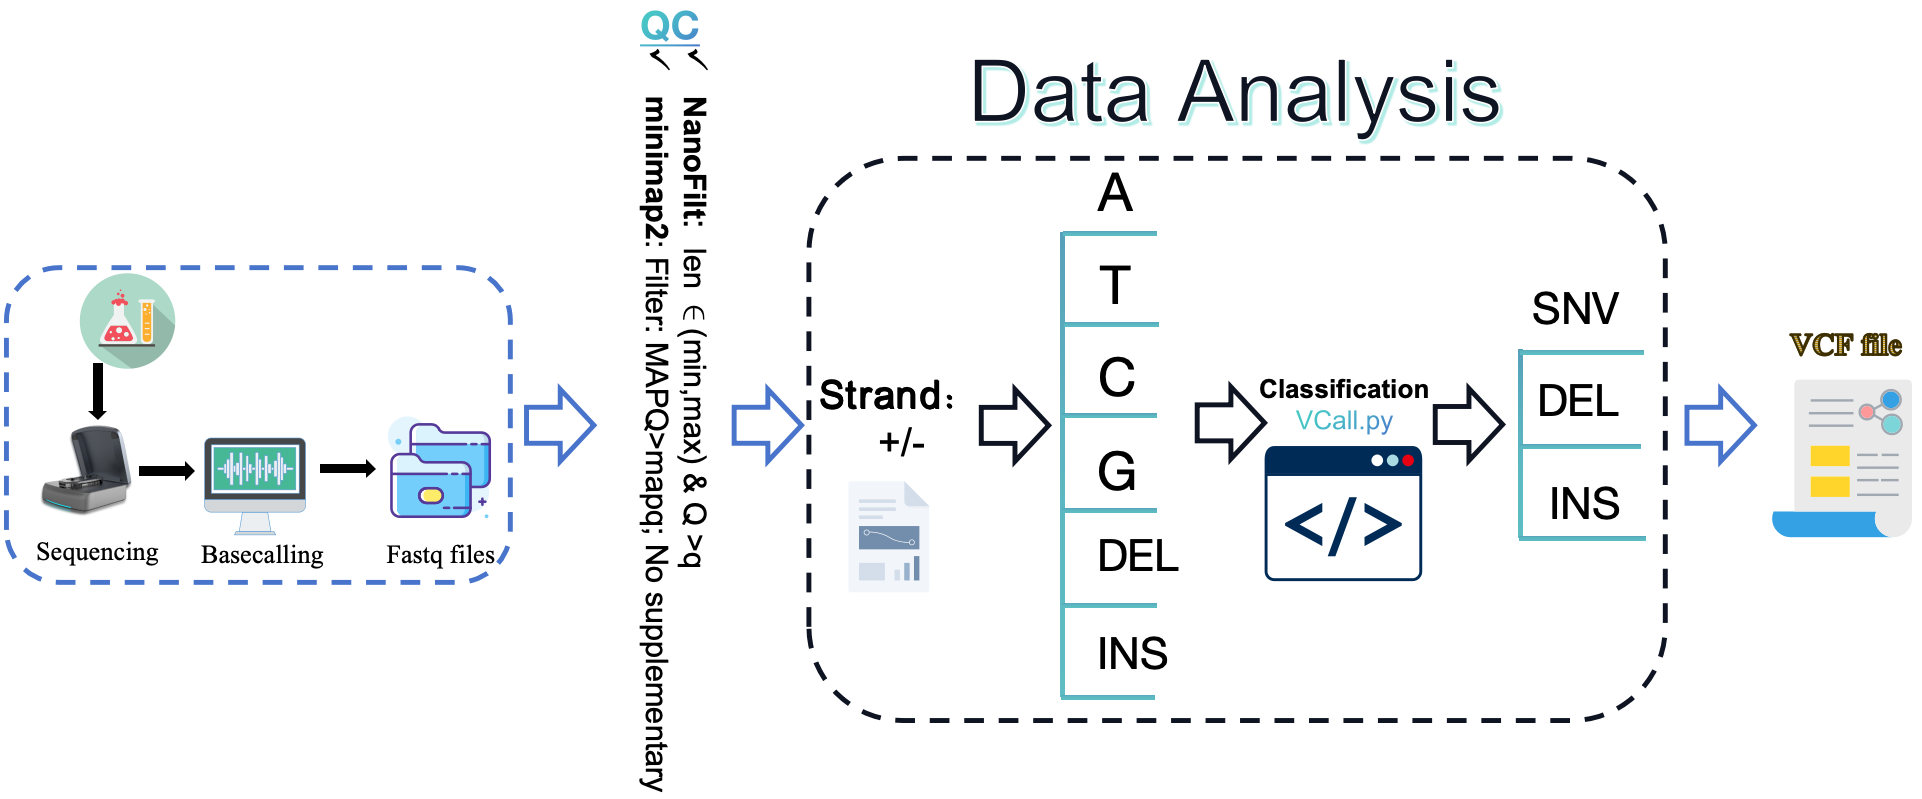 Sequencing
Basecalling
Fastq files
QC
NanoFilt: len ∈ (min,max) & Q >q
minimap2: Filter: MAPQ>mapq; No supplementary
Data Analysis
Strand：
+/-
A
T
C
G
DEL
INS
Classification
VCall.py
</>
SNV
DEL
INS
VCF file